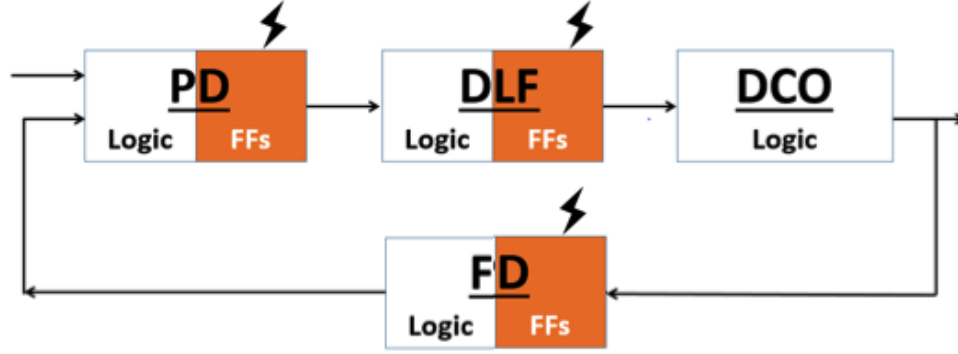 PD
Logic FFs
DLF
Logic FFs
DCO
Logic
FD
Logic FFs